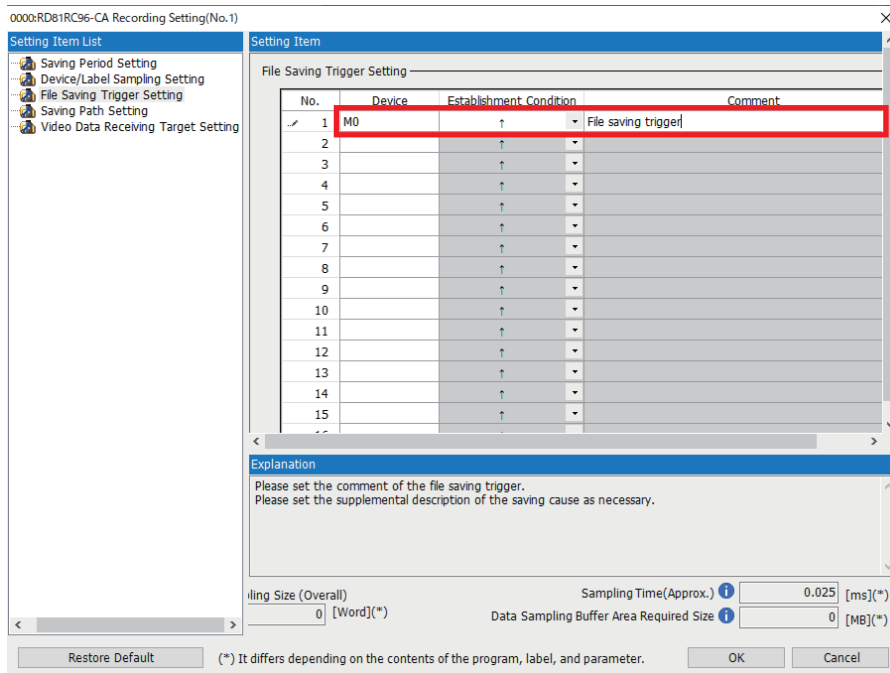 0000:RD81RC96-CA Recording Setting(No.1)
Setting Item List
Saving Period Setting
Device/Label Sampling Setting
File Saving Trigger Setting
Saving Path Setting
Video Data Receiving Target Setting
Setting Item
File Saving Trigger Setting
No. Device Establishment Condition Comment
1 M0 ↑ File saving trigger
2 ↑
3 ↑
4 ↑
5 ↑
6 ↑
7 ↑
8 ↑
9 ↑
10 ↑
11 ↑
12 ↑
13 ↑
14 ↑
15 ↑
Explanation
Please set the comment of the file saving trigger.
Please set the supplemental description of the saving cause as necessary.
Size (Overall)
0 [Word](*)
Sampling Time(Approx.) 0.025 [ms](*)
Data Sampling Buffer Area Required Size 0 [MB](*)
Restore Default
(*) It differs depending on the contents of the program, label, and parameter.
OK
Cancel